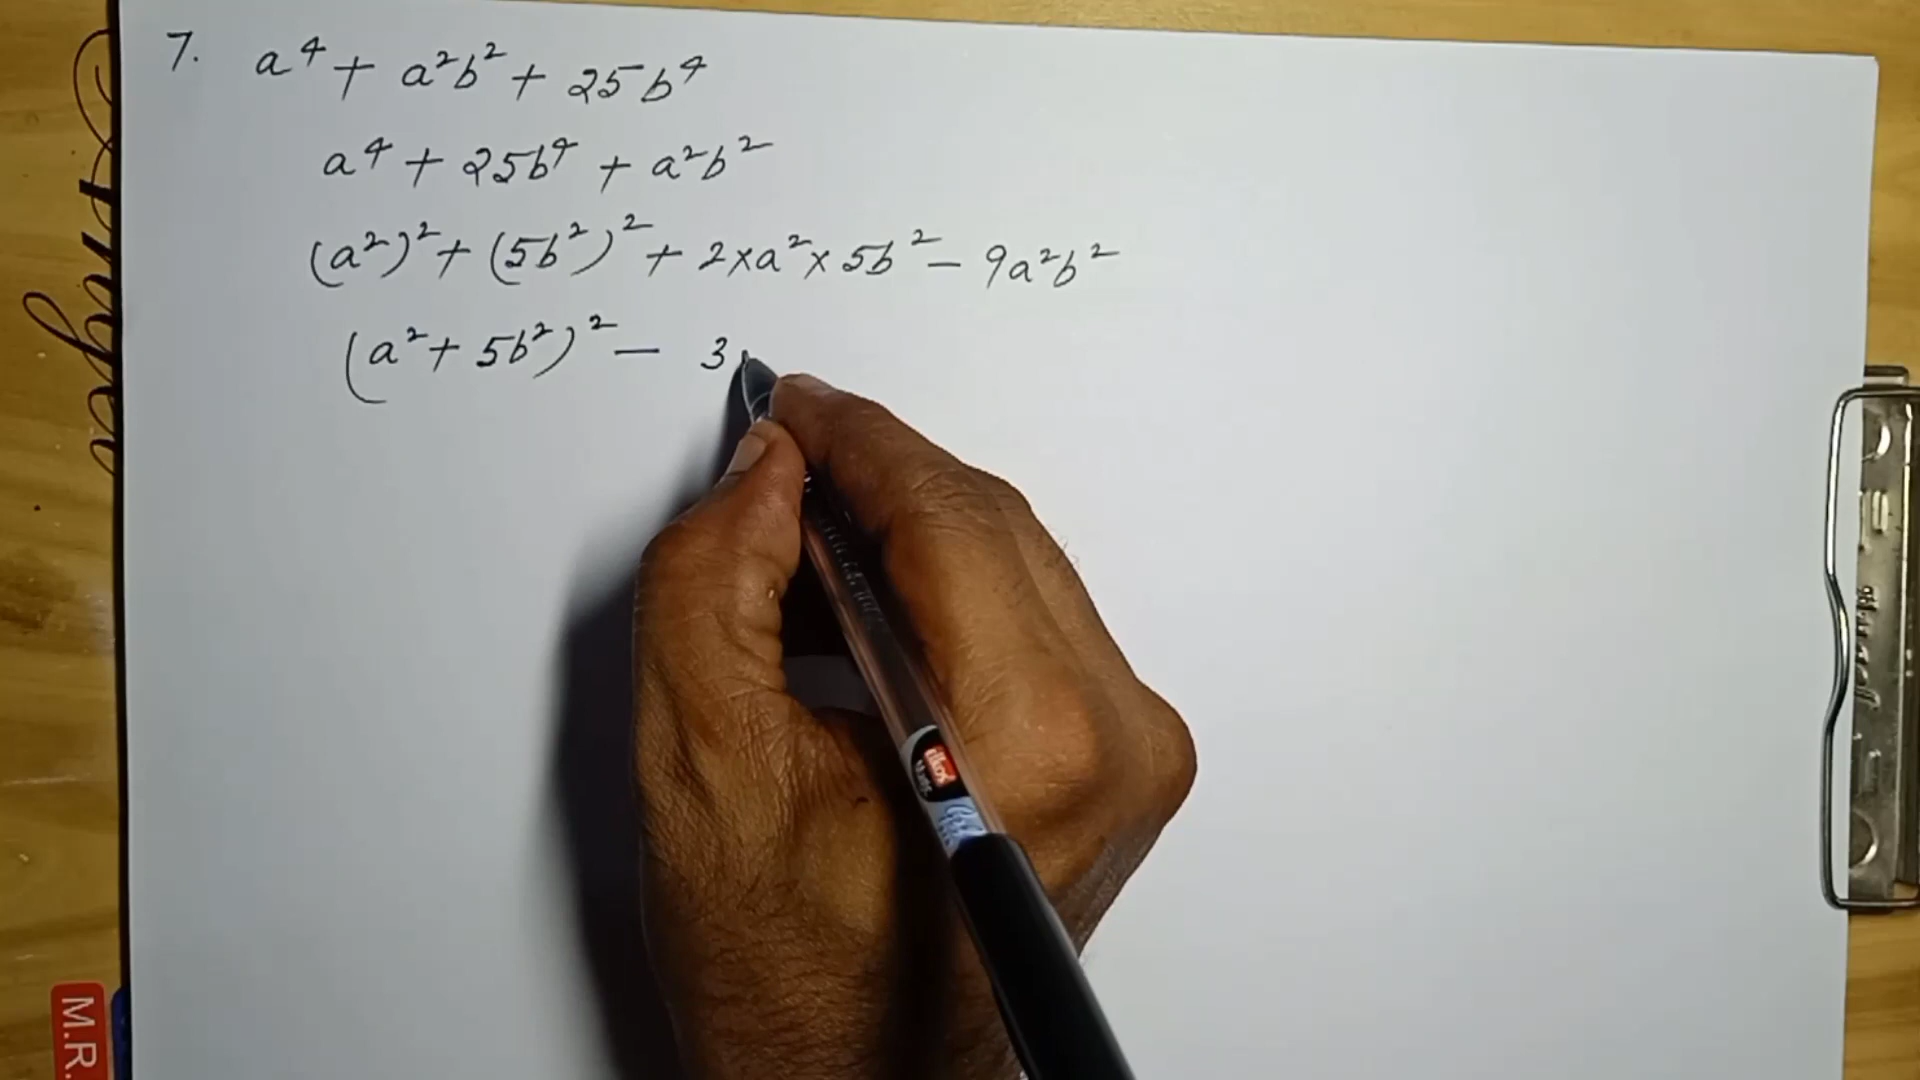 7. a⁴ + a²b² + 25b⁴
a⁴ + 25b⁴ + a²b²
(a²)² + (5b²)² + 2×a²×5b² - 9a²b²
(a² + 5b²)² - 3
M.R.